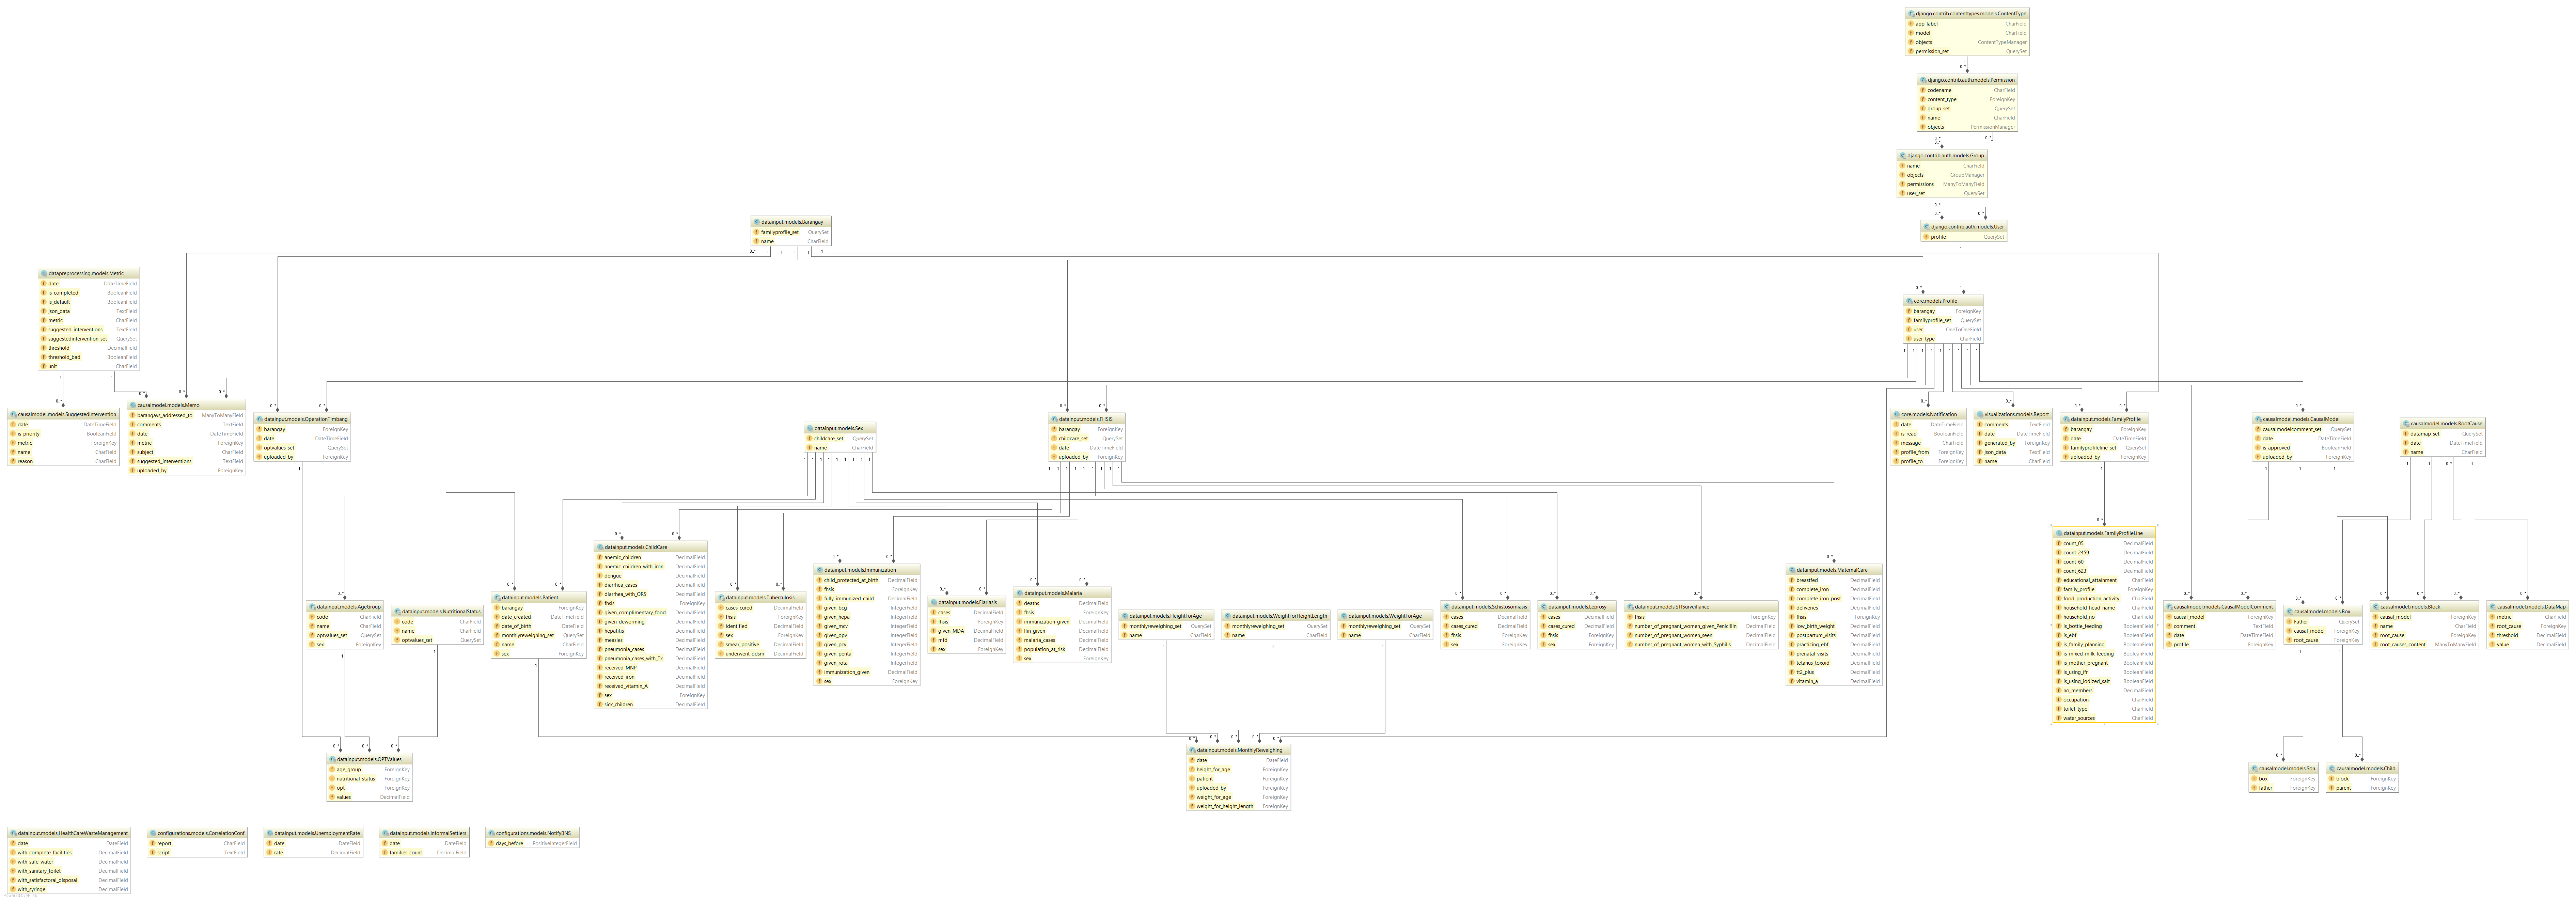 django.contrib.contenttypes.models.ContentType
app_label CharField
model CharField
objects ContentTypeManager
permission_set QuerySet
django.contrib.auth.models.Permission
codename CharField
content_type ForeignKey
group_set QuerySet
name CharField
objects PermissionManager
django.contrib.auth.models.Group
name CharField
objects GroupManager
permissions ManyToManyField
user_set QuerySet
datainput.models.Barangay
familyprofile_set QuerySet
name CharField
django.contrib.auth.models.User
profile QuerySet
datapreprocessing.models.Metric
date DateTimeField
is_completed BooleanField
is_default BooleanField
json_data TextField
metric CharField
suggested_interventions TextField
suggestedintervention_set QuerySet
threshold DecimalField
threshold_bad BooleanField
unit CharField
core.models.Profile
barangay ForeignKey
familyprofile_set QuerySet
user OneToOneField
user_type CharField
causalmodel.models.SuggestedIntervention
date DateTimeField
is_priority BooleanField
metric ForeignKey
name CharField
reason CharField
causalmodel.models.Memo
barangays_addressed_to ManyToManyField
comments TextField
date DateTimeField
metric ForeignKey
subject CharField
suggested_interventions TextField
uploaded_by ForeignKey
datainput.models.OperationTimbang
barangay ForeignKey
date DateTimeField
optvalues_set QuerySet
uploaded_by ForeignKey
datainput.models.Sex
childcare_set QuerySet
name CharField
datainput.models.FHSIS
barangay ForeignKey
childcare_set QuerySet
date DateTimeField
uploaded_by ForeignKey
core.models.Notification
date DateTimeField
is_read BooleanField
message CharField
profile_from ForeignKey
profile_to ForeignKey
visualizations.models.Report
comments TextField
date DateTimeField
generated_by ForeignKey
json_data TextField
name CharField
datainput.models.FamilyProfile
barangay ForeignKey
date DateTimeField
familyprofileline_set QuerySet
uploaded_by ForeignKey
causalmodel.models.CausalModel
causalmodelcomment_set QuerySet
date DateTimeField
is_approved BooleanField
uploaded_by ForeignKey
causalmodel.models.RootCause
datamap_set QuerySet
date DateTimeField
name CharField
datainput.models.AgeGroup
code CharField
name CharField
optvalues_set QuerySet
sex ForeignKey
datainput.models.NutritionalStatus
code CharField
name CharField
optvalues_set QuerySet
datainput.models.Patient
barangay ForeignKey
date_created DateTimeField
date_of_birth DateField
monthlyreweighing_set QuerySet
name CharField
sex ForeignKey
datainput.models.ChildCare
anemic_children DecimalField
anemic_children_with_iron DecimalField
dengue DecimalField
diarrhea_cases DecimalField
diarrhea_with_ORS DecimalField
fhsis ForeignKey
given_complimentary_food DecimalField
given_deworming DecimalField
hepatitis DecimalField
measles DecimalField
pneumonia_cases DecimalField
pneumonia_cases_with_Tx DecimalField
received_MNP DecimalField
received_iron DecimalField
received_vitamin_A DecimalField
sex ForeignKey
sick_children DecimalField
datainput.models.Tuberculosis
cases_cured DecimalField
fhsis ForeignKey
identified DecimalField
sex ForeignKey
smear_positive DecimalField
underwent_ddsm DecimalField
datainput.models.Immunization
child_protected_at_birth DecimalField
fhsis ForeignKey
fully_immunized_child DecimalField
given_bcg IntegerField
given_hepa IntegerField
given_mcv IntegerField
given_opv IntegerField
given_pcv IntegerField
given_penta IntegerField
given_rota IntegerField
immunization_given DecimalField
sex ForeignKey
datainput.models.Flariasis
cases DecimalField
fhsis ForeignKey
given_MDA DecimalField
mfd DecimalField
sex ForeignKey
datainput.models.Malaria
deaths DecimalField
fhsis ForeignKey
immunization_given DecimalField
llin_given DecimalField
malaria_cases DecimalField
population_at_risk DecimalField
sex ForeignKey
datainput.models.HeightForAge
monthlyreweighing_set QuerySet
name CharField
datainput.models.WeightForHeightLength
monthlyreweighing_set QuerySet
name CharField
datainput.models.WeightForAge
monthlyreweighing_set QuerySet
name CharField
datainput.models.Schistosomiasis
cases DecimalField
cases_cured DecimalField
fhsis ForeignKey
sex ForeignKey
datainput.models.Leprosy
cases DecimalField
cases_cured DecimalField
fhsis ForeignKey
sex ForeignKey
datainput.models.STISurveillance
fhsis ForeignKey
number_of_pregnant_women_given_Penicillin DecimalField
number_of_pregnant_women_seen DecimalField
number_of_pregnant_women_with_Syphilis DecimalField
datainput.models.MaternalCare
breastfed DecimalField
complete_iron DecimalField
complete_iron_post DecimalField
deliveries DecimalField
fhsis ForeignKey
low_birth_weight DecimalField
postpartum_visits DecimalField
practicing_ebf DecimalField
prenatal_visits DecimalField
tetanus_toxoid DecimalField
tt2_plus DecimalField
vitamin_a DecimalField
datainput.models.FamilyProfileLine
count_05 DecimalField
count_2459 DecimalField
count_60 DecimalField
count_623 DecimalField
educational_attainment CharField
family_profile ForeignKey
food_production_activity CharField
household_head_name CharField
household_no CharField
is_bottle_feeding BooleanField
is_ebf BooleanField
is_family_planning BooleanField
is_mixed_milk_feeding BooleanField
is_mother_pregnant BooleanField
is_using_ifr BooleanField
is_using_iodized_salt BooleanField
no_members DecimalField
occupation CharField
toilet_type CharField
water_sources CharField
causalmodel.models.CausalModelComment
causal_model ForeignKey
comment TextField
date DateTimeField
profile ForeignKey
causalmodel.models.Box
Father QuerySet
causal_model ForeignKey
root_cause ForeignKey
causalmodel.models.Block
causal_model ForeignKey
name CharField
root_cause ForeignKey
root_causes_content ManyToManyField
causalmodel.models.DataMap
metric CharField
root_cause ForeignKey
threshold DecimalField
value DecimalField
datainput.models.OPTValues
age_group ForeignKey
nutritional_status ForeignKey
opt ForeignKey
values DecimalField
datainput.models.MonthlyReweighing
date DateField
height_for_age ForeignKey
patient ForeignKey
uploaded_by ForeignKey
weight_for_age ForeignKey
weight_for_height_length ForeignKey
causalmodel.models.Son
box ForeignKey
father ForeignKey
causalmodel.models.Child
block ForeignKey
parent ForeignKey
datainput.models.HealthCareWasteManagement
date DateField
with_complete_facilities DecimalField
with_safe_water DecimalField
with_sanitary_toilet DecimalField
with_satisfactoral_disposal DecimalField
with_syringe DecimalField
configurations.models.CorrelationConf
report CharField
script TextField
datainput.models.UnemploymentRate
date DateField
rate DecimalField
datainput.models.InformalSettlers
date DateField
families_count DecimalField
configurations.models.NotifyBNS
days_before PositiveIntegerField